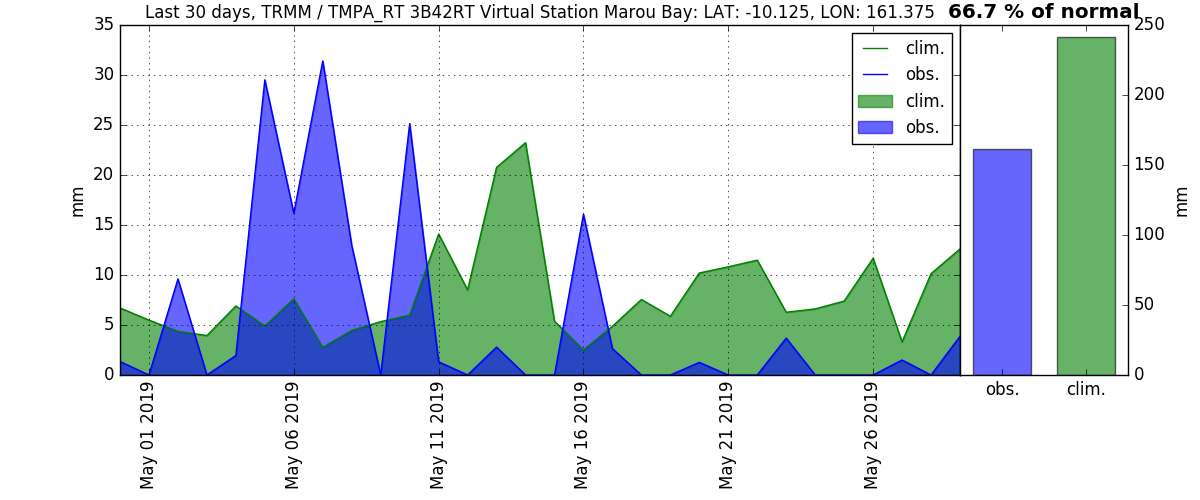 Last 30 days, TRMM / TMPA_RT 3B42RT Virtual Station Marou Bay: LAT: -10.125, LON: 161.375
66.7 % of normal
mm
35
30
25
20
15
10
5
0
clim.
obs.
clim.
obs.
May 01 2019
May 06 2019
May 11 2019
May 16 2019
May 21 2019
May 26 2019
250
200
150
100
50
0
mm
obs.
clim.